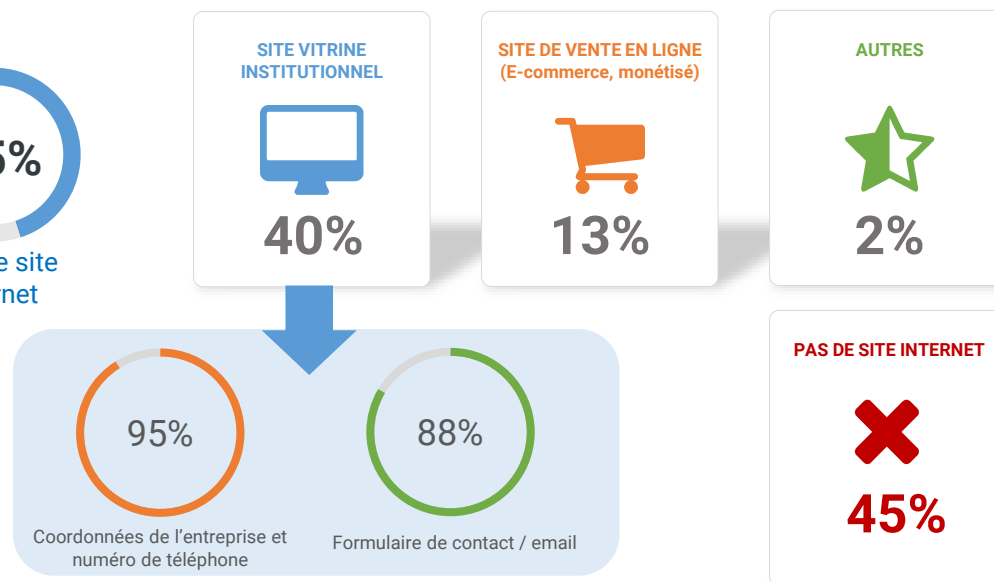 SITE VITRINE
INSTITUTIONNEL
40%
SITE DE VENTE EN LIGNE
(E-commerce, monétisé)
13%
AUTRES
2%
site
PAS DE SITE INTERNET
45%
95%
Coordonnées de l'entreprise et
numéro de téléphone
88%
Formulaire de contact / email